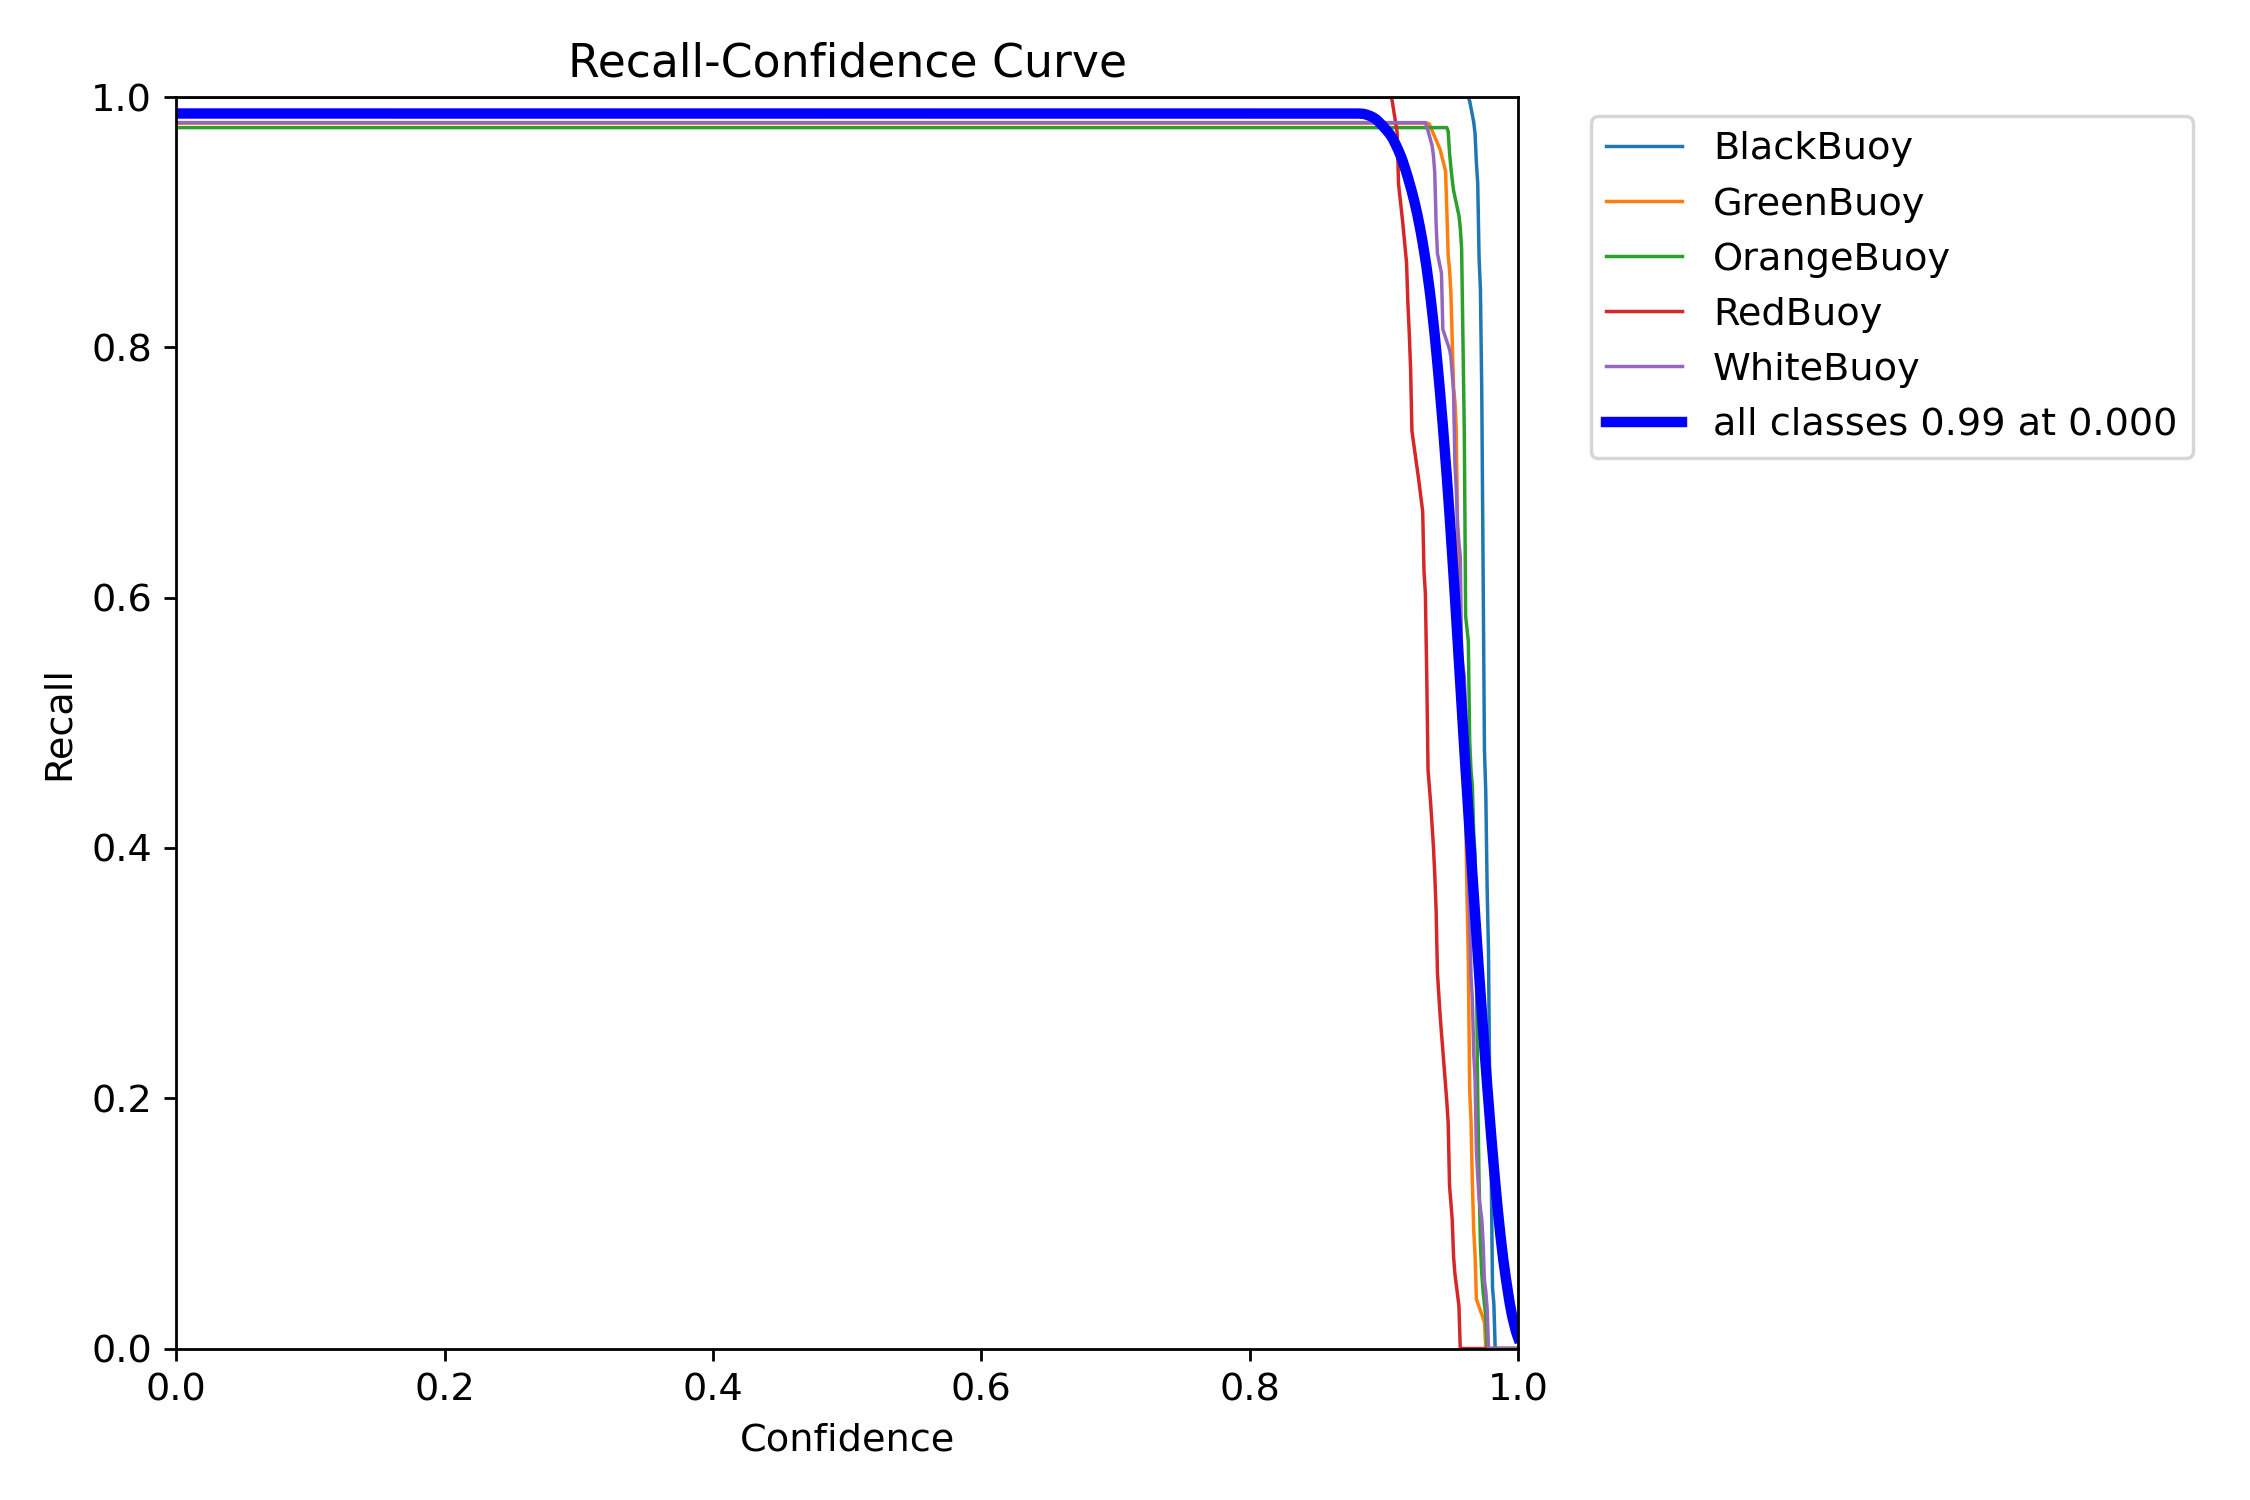 Recall-Confidence Curve
1.0
0.8
0.6
0.4
0.2
0.0
Recall
0.0 0.2 0.4 0.6 0.8 1.0
Confidence
BlackBuoy
GreenBuoy
OrangeBuoy
RedBuoy
WhiteBuoy
all classes 0.99 at 0.000